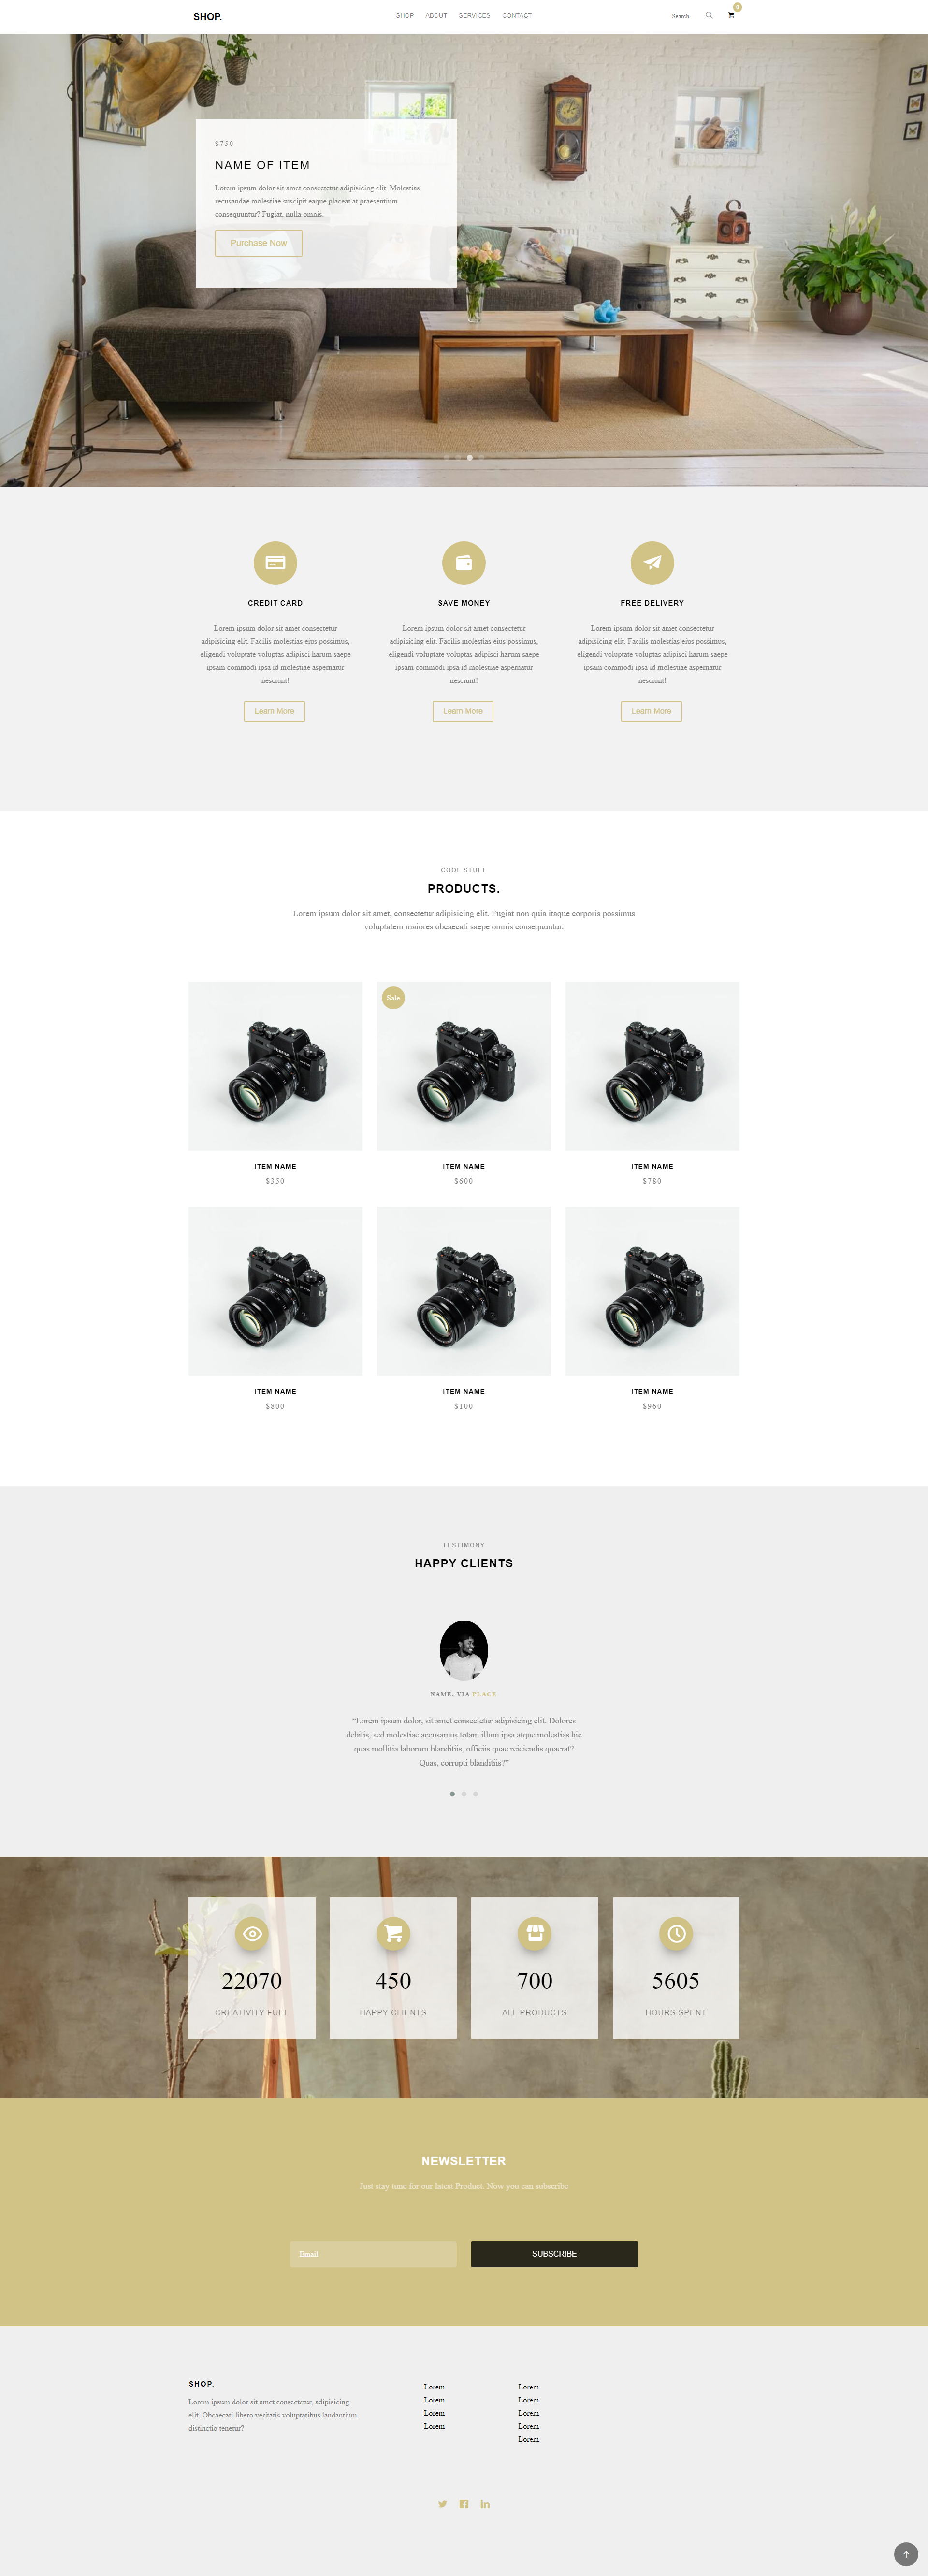 SHOP.
SHOP ABOUT SERVICES CONTACT
Search..
0
$750
NAME OF ITEM
Lorem ipsum dolor sit amet consectetur adipisicing elit. Molestias
recusandae molestiae suscipit eaque placeat at praesentium
consequuntur? Fugiat, nulla omnis.
Purchase Now
CREDIT CARD
Lorem ipsum dolor sit amet consectetur
adipisicing elit. Facilis molestias eius possimus,
eligendi voluptate voluptas adipisci harum saepe
ipsam commodi ipsa id molestiae aspernatur
nesciunt!
Learn More
SAVE MONEY
Lorem ipsum dolor sit amet consectetur
adipisicing elit. Facilis molestias eius possimus,
eligendi voluptate voluptas adipisci harum saepe
ipsam commodi ipsa id molestiae aspernatur
nesciunt!
Learn More
FREE DELIVERY
Lorem ipsum dolor sit amet consectetur
adipisicing elit. Facilis molestias eius possimus,
eligendi voluptate voluptas adipisci harum saepe
ipsam commodi ipsa id molestiae aspernatur
nesciunt!
Learn More
COOL STUFF
PRODUCTS.
Lorem ipsum dolor sit amet, consectetur adipisicing elit. Fugiat non quia itaque corporis possimus
voluptatem maiores obcaecati saepe omnis consequuntur.
ITEM NAME
$350
Sale
ITEM NAME
$600
ITEM NAME
$780
ITEM NAME
$800
ITEM NAME
$100
ITEM NAME
$960
TESTIMONY
HAPPY CLIENTS
NAME, VIA PLACE
“Lorem ipsum dolor, sit amet consectetur adipisicing elit. Dolores
debitis, sed molestiae accusamus totam illum ipsa atque molestias hic
quas mollitia laborum blanditiis, officiis quae reiciendis quaerat?
Quas, corrupti blanditiis?”
22070
CREATIVITY FUEL
450
HAPPY CLIENTS
700
ALL PRODUCTS
5605
HOURS SPENT
NEWSLETTER
Just stay tune for our latest Product. Now you can subscribe
Email
SUBSCRIBE
SHOP.
Lorem ipsum dolor sit amet consectetur, adipisicing
elit. Obcaecati libero veritatis voluptatibus laudantium
distinctio tenetur?
Lorem
Lorem
Lorem
Lorem
Lorem
Lorem
Lorem
Lorem
Lorem